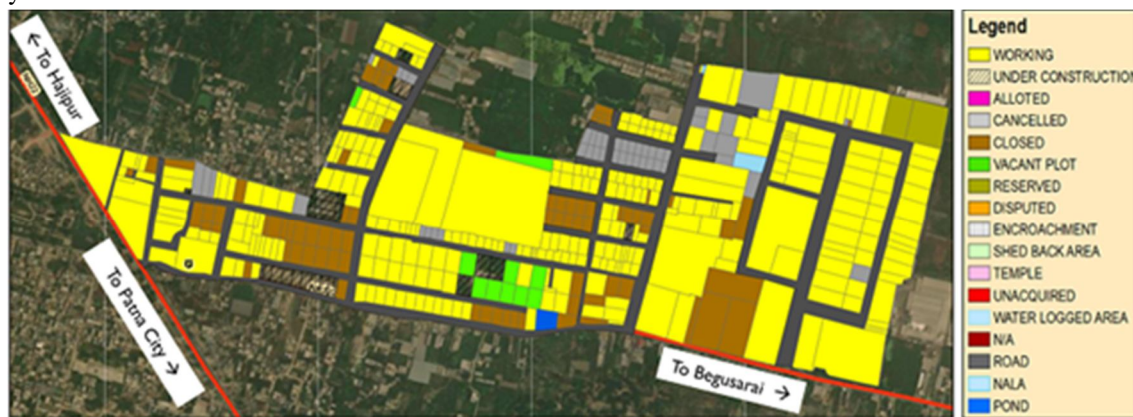 ← To Hajipur
To Patna City →
To Begusarai →
Legend
WORKING
UNDER CONSTRUCTION
ALLOTED
CANCELLED
CLOSED
VACANT PLOT
RESERVED
DISPUTED
ENCROACHMENT
SHED BACK AREA
TEMPLE
UNACQUIRED
WATER LOGGED AREA
N/A
ROAD
NALA
POND